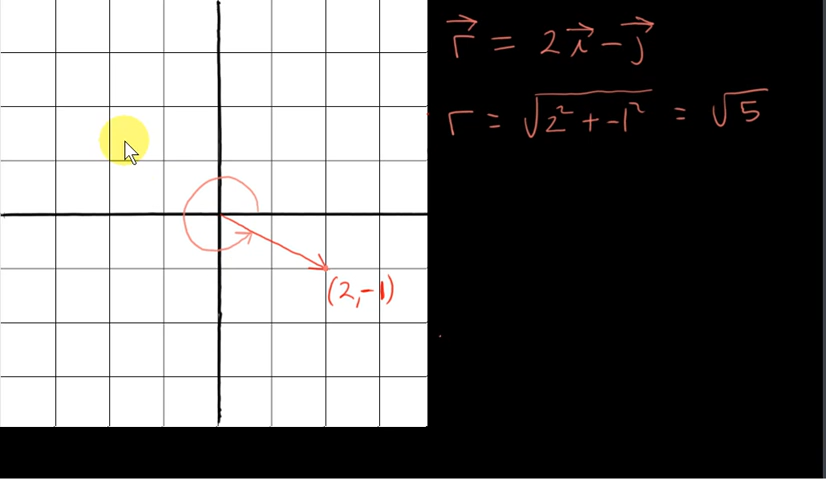 r⃗ = 2i⃗ − j⃗
r = √(2² + -1²) = √5
(2, -1)